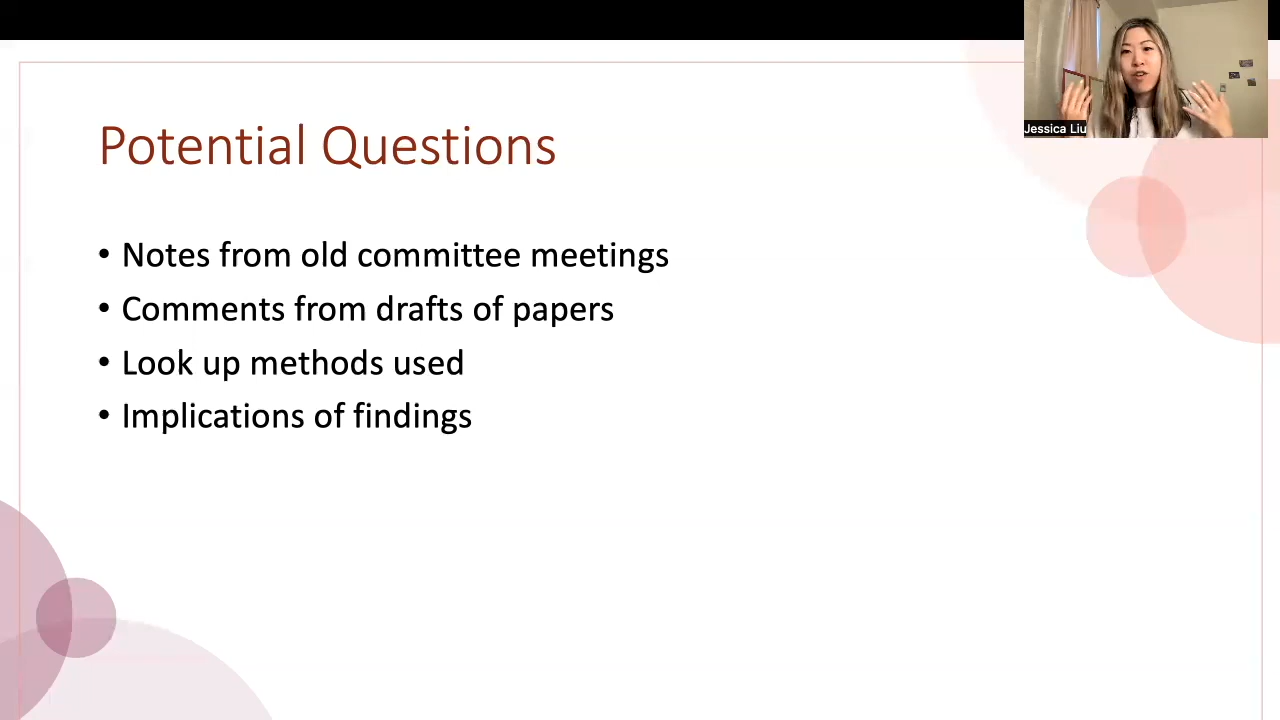 Jessica Liu
Potential Questions
• Notes from old committee meetings
• Comments from drafts of papers
• Look up methods used
• Implications of findings